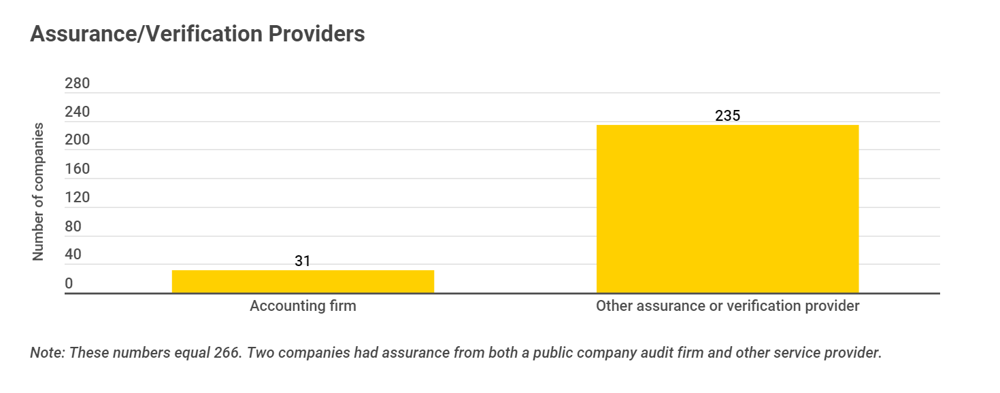 Assurance/Verification Providers
Number of companies
280
240
200
160
120
80
40
0
31
235
Accounting firm
Other assurance or verification provider
Note: These numbers equal 266. Two companies had assurance from both a public company audit firm and other service provider.